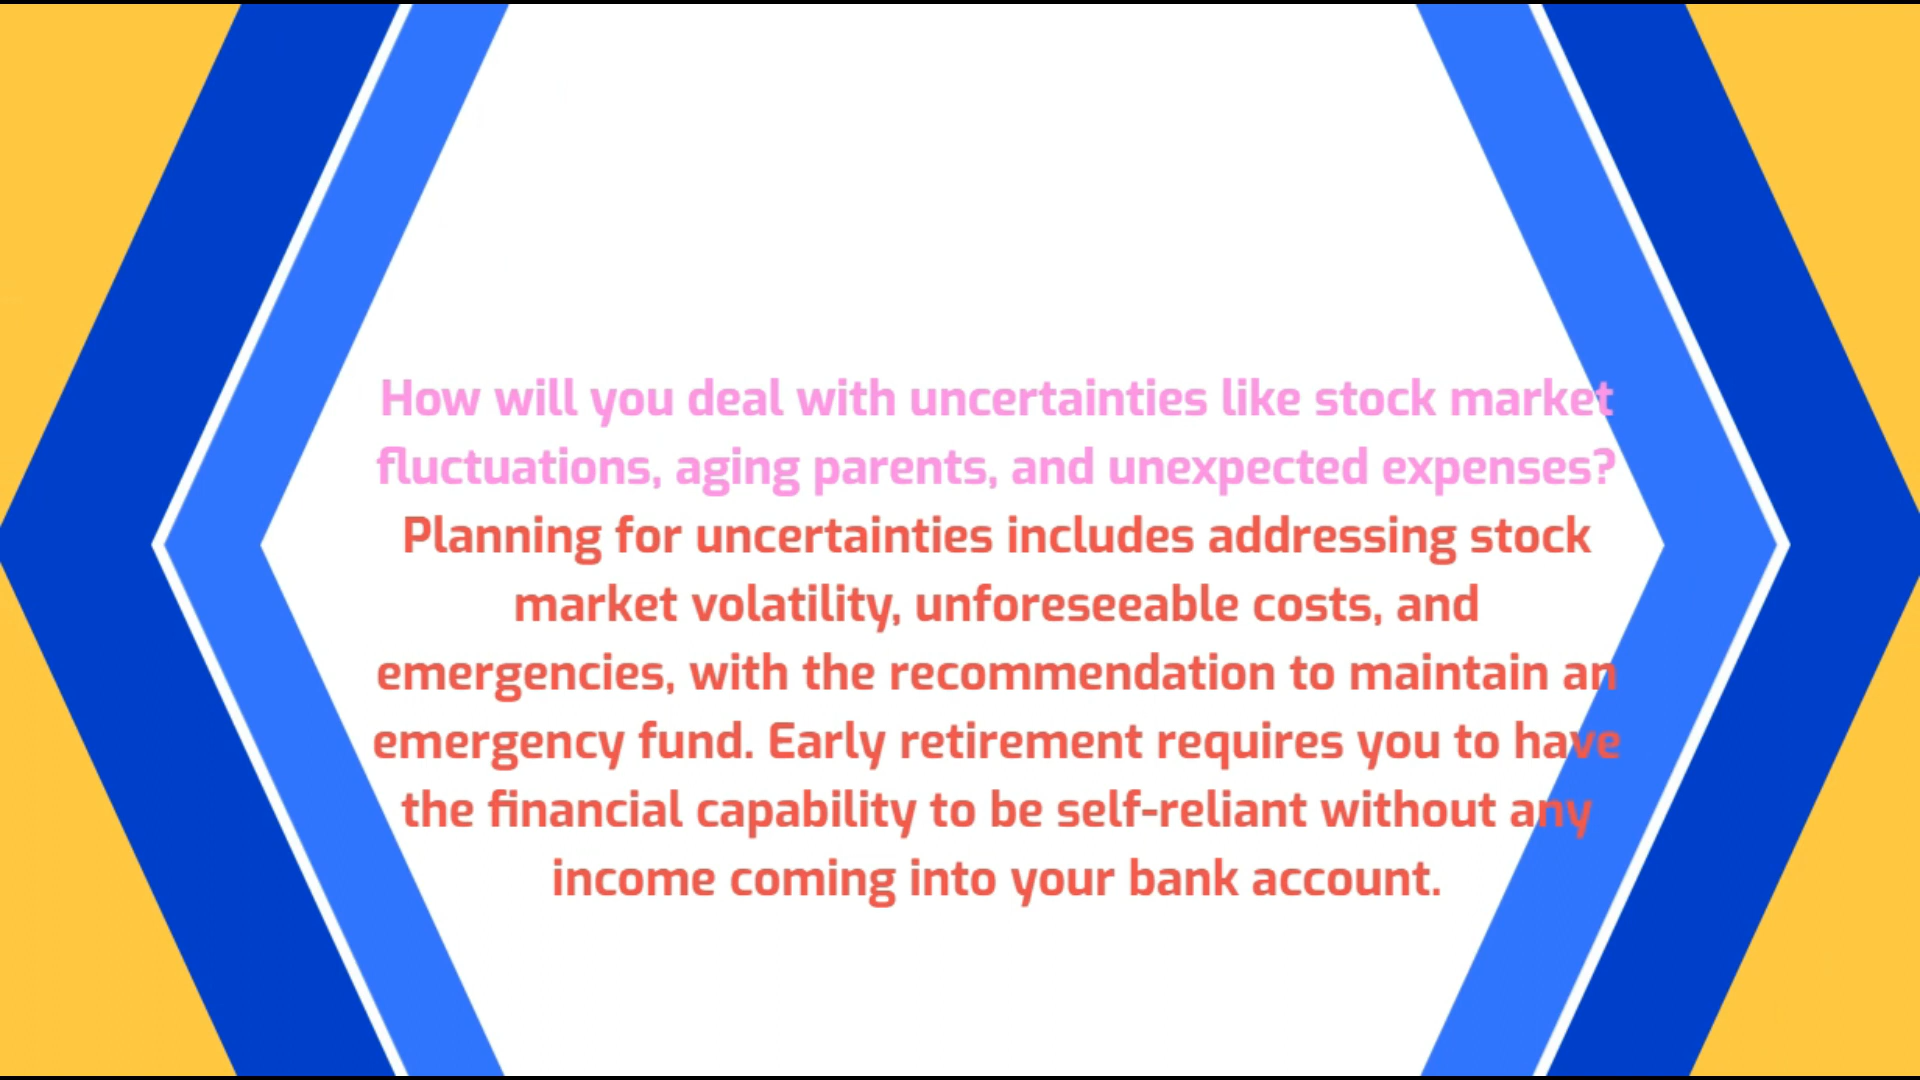 How will you deal with uncertainties like stock market
fluctuations, aging parents, and unexpected expenses?
Planning for uncertainties includes addressing stock
market volatility, unforeseeable costs, and
emergencies, with the recommendation to maintain an
emergency fund. Early retirement requires you to have
the financial capability to be self-reliant without any
income coming into your bank account.